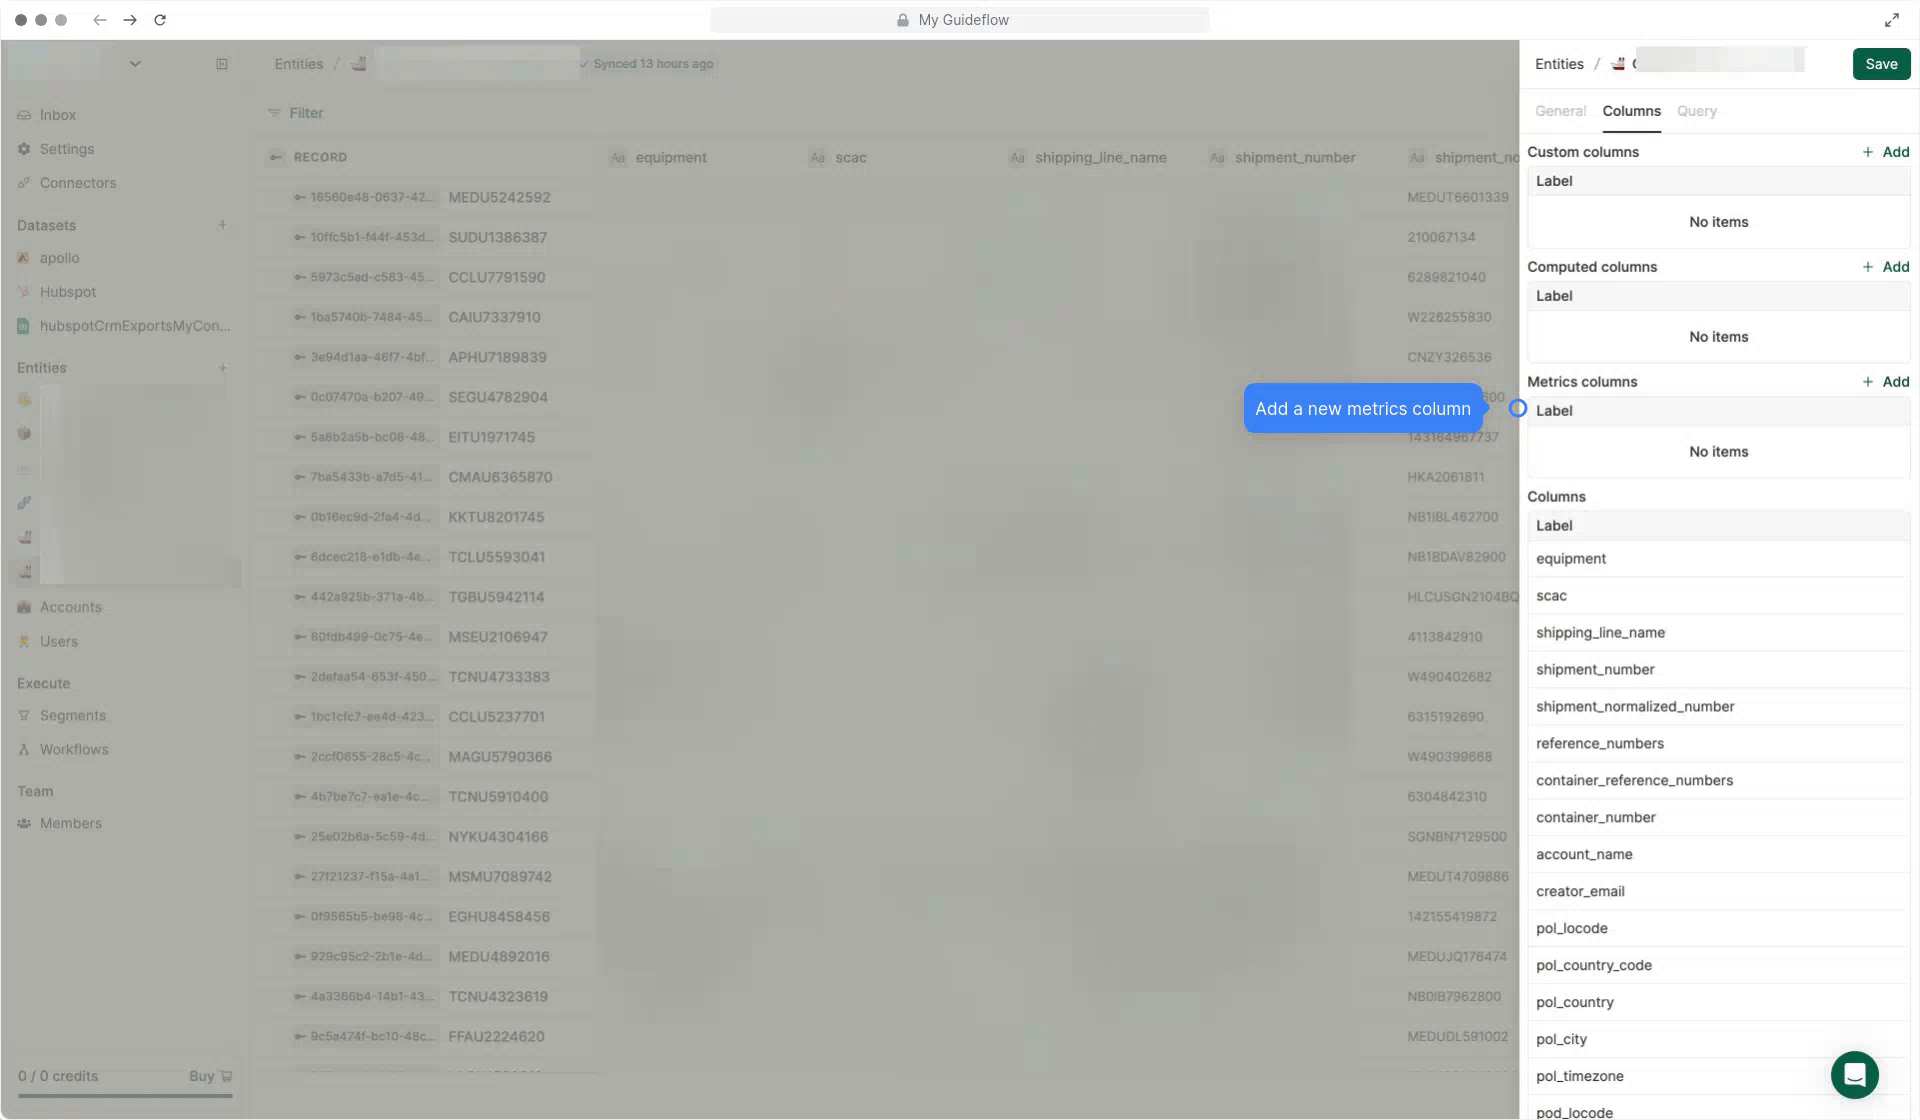 My Guideflow
Entities / Synced 13 hours ago
Entities /
Save
Inbox
Settings
Connectors
Datasets
apollo
Hubspot
hubspotCrmExportsMyCon...
Entities
Accounts
Users
Execute
Segments
Workflows
Team
Members
0 / 0 credits
Buy
Filter
RECORD Aa equipment Aa scac Aa shipping_line_name Aa shipment_number Aa shipment_no
16560e48-0637-42... MEDU5242592 MEDUT6601339
10ffc5b1-f44f-453d... SUDU1386387 210067134
5973c5ad-c583-45... CCLU7791590 6289821040
1ba5740b-7484-45... CAIU7337910 W226255830
3e94d1aa-46f7-4bf... APHU7189839 CNZY326536
0c07470a-b207-49... SEGU4782904 600
5a8b2a5b-bc08-48... EITU1971745 143164967737
7ba5433b-a7d5-41... CMAU6365870 HKA2061811
0b16ec9d-2fa4-4d... KKTU8201745 NB1IBL462700
6dcec218-e1db-4e... TCLU5593041 NB1BDAV82900
442a925b-371a-4b... TGBU5942114 HLCUSGN2104BQ
80fdb499-0c75-4e... MSEU2106947 4113842910
2defaa54-653f-450... TCNU4733383 W490402682
1bc1cfc7-ee4d-423... CCLU5237701 6315192690
2ccf0655-28c5-4c... MAGU5790366 W490399668
4b7be7c7-ea1e-4c... TCNU5910400 6304842310
25e02b6a-5c59-4d... NYKU4304166 SGNBN7129500
27f21237-f15a-4a1... MSMU7089742 MEDUT4709886
0f9565b5-be98-4c... EGHU8458456 142155419872
929c95c2-2b1e-4d... MEDU4892016 MEDUJQ176474
4a3366b4-14b1-43... TCNU4323619 NB0IB7962800
9c5a474f-bc10-48c... FFAU2224620 MEDUDL591002
Add a new metrics column
General Columns Query
Custom columns + Add
Label
No items
Computed columns + Add
Label
No items
Metrics columns + Add
Label
No items
Columns
Label
equipment
scac
shipping_line_name
shipment_number
shipment_normalized_number
reference_numbers
container_reference_numbers
container_number
account_name
creator_email
pol_locode
pol_country_code
pol_country
pol_city
pol_timezone
pod_locode